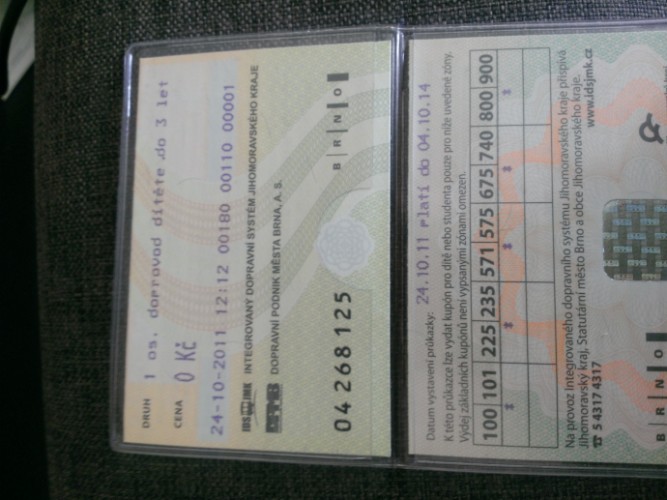 DRUH 1 os. doprovod dítěte do 3 let
CENA 0 Kč
24-10-2011 12:12 00180 00110 00001
IDS JMK INTEGROVANÝ DOPRAVNÍ SYSTÉM JIHOMORAVSKÉHO KRAJE
DOPRAVNÍ PODNIK MĚSTA BRNA, A. S.
04268125
B | R | N | O
Datum vystavení průkazky: 24.10.11 Platí do 04.10.14
K této průkazce lze vydat kupón pro dítě nebo studenta pouze pro níže uvedené zóny.
Výdej základních kupónů není vypsanými zónami omezen.
100 101 225 235 571 575 675 740 800 900
Na provoz Integrovaného dopravního systému Jihomoravského kraje přispívá
Jihomoravský kraj, Statutární město Brno a obce Jihomoravského kraje.
☎ 5 4317 4317 www.idsjmk.cz
B | R | N | O